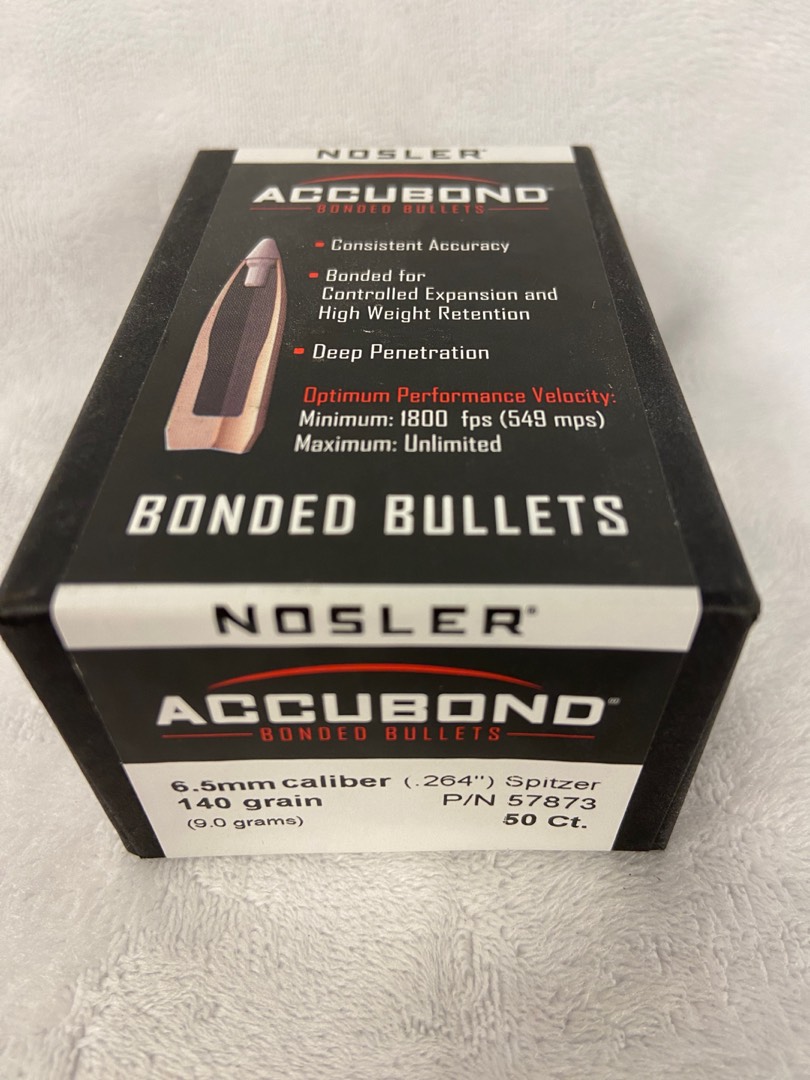 NOSLER®
ACCUBOND®
BONDED BULLETS
- Consistent Accuracy
- Bonded for
Controlled Expansion and
High Weight Retention
- Deep Penetration
Optimum Performance Velocity:
Minimum: 1800 fps (549 mps)
Maximum: Unlimited
BONDED BULLETS
NOSLER®
ACCUBOND™
BONDED BULLETS
6.5mm caliber (.264") Spitzer
140 grain P/N 57873
(9.0 grams) 50 Ct.